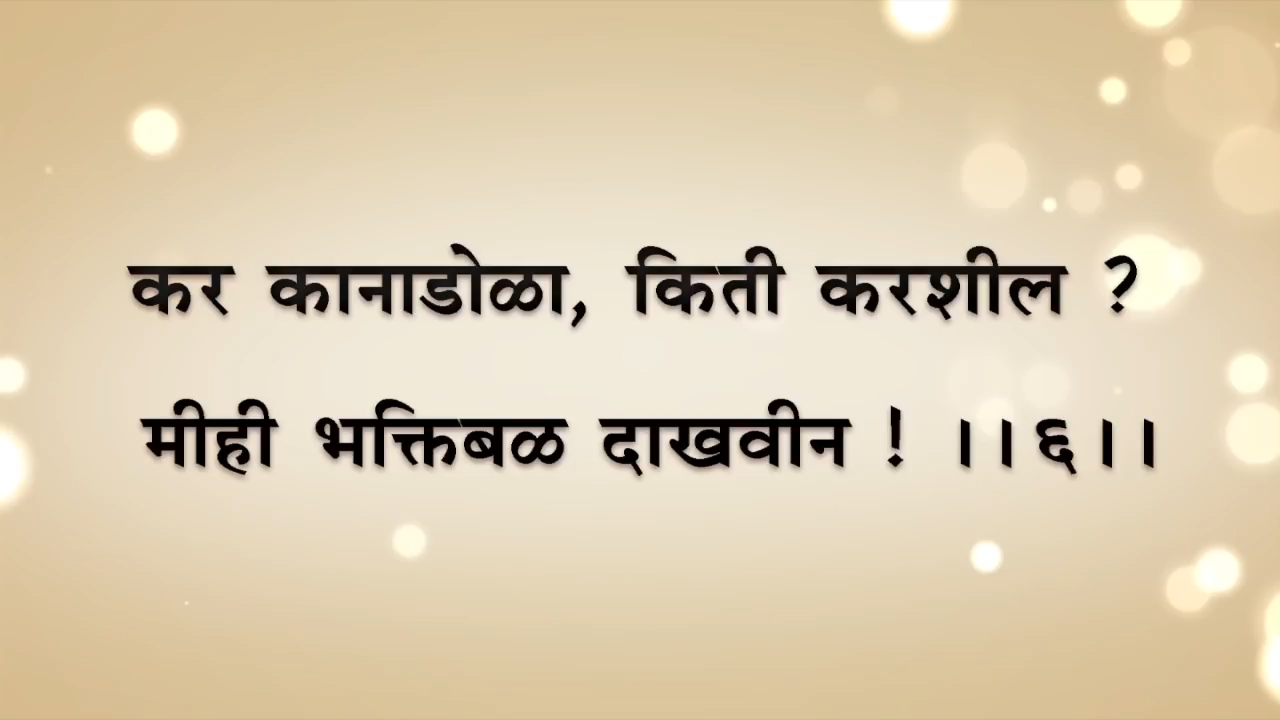 कर कानाडोळा, किती करशील ?
मीही भक्तिबळ दाखवीन ! ।।६।।